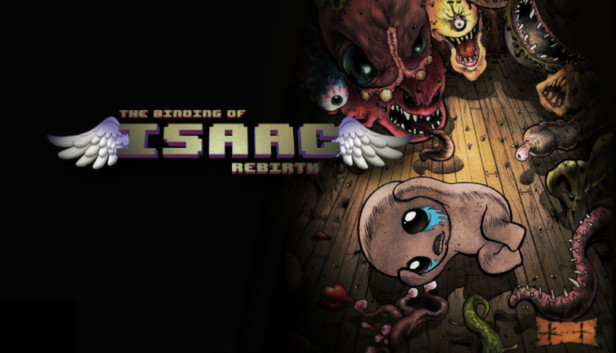 THE BINDING OF
ISAAC
REBIRTH